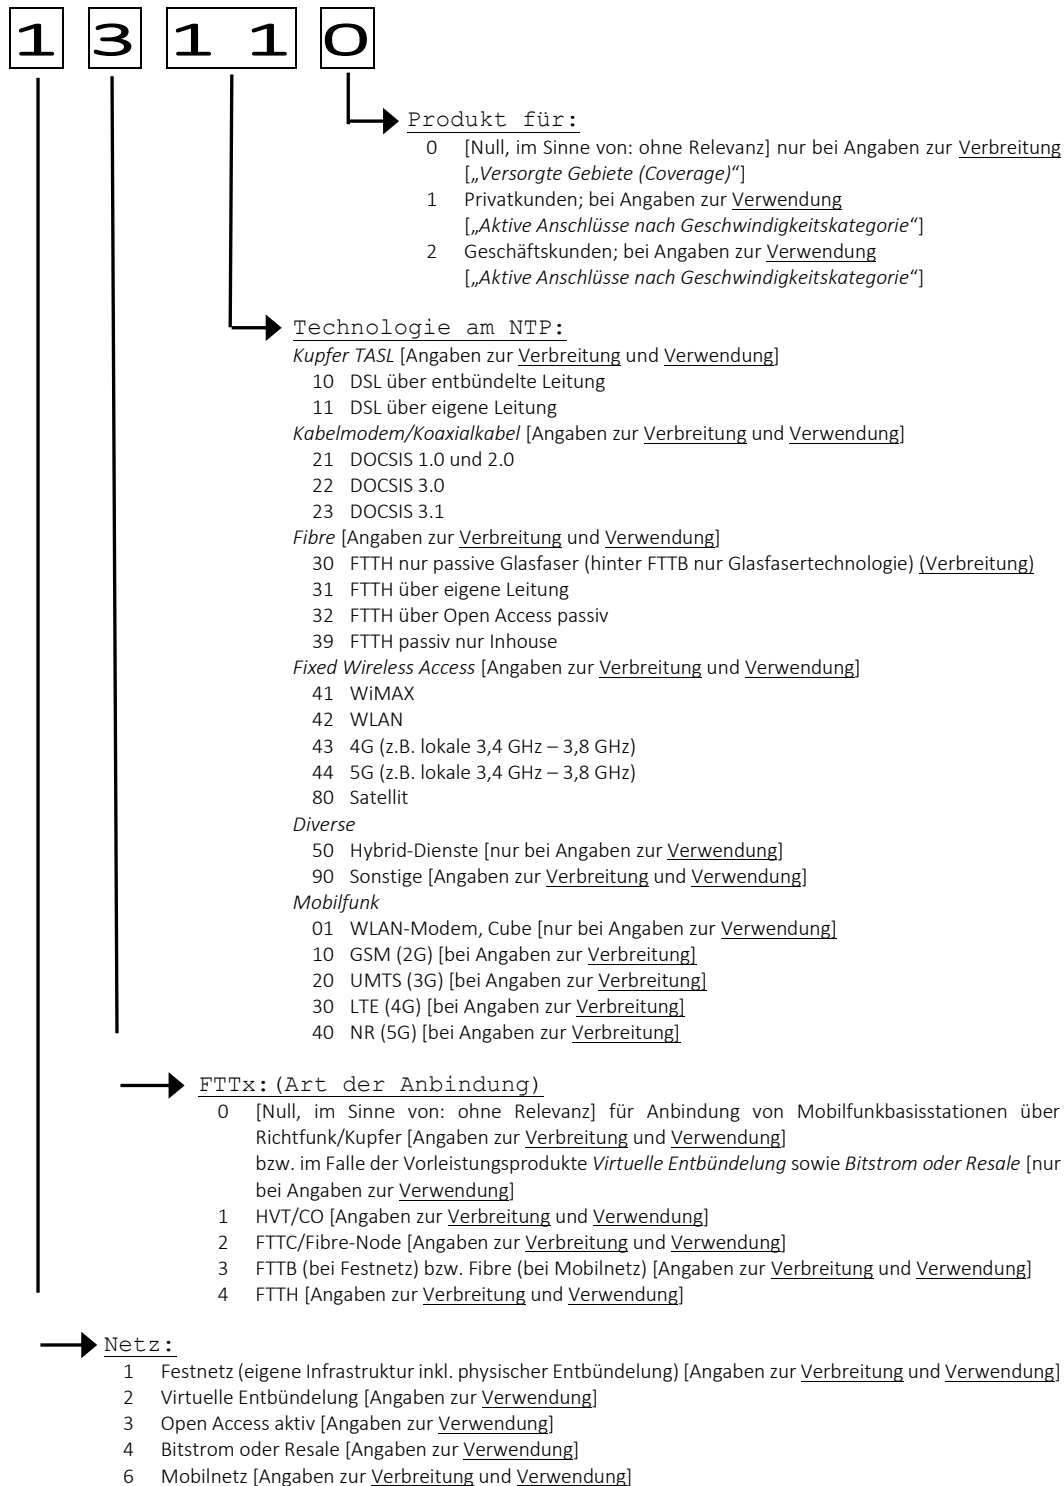 1 3 1 1 0
Produkt für:
0 [Null, im Sinne von: ohne Relevanz] nur bei Angaben zur Verbreitung
[„Versorgte Gebiete (Coverage)“]
1 Privatkunden; bei Angaben zur Verwendung
[„Aktive Anschlüsse nach Geschwindigkeitskategorie“]
2 Geschäftskunden; bei Angaben zur Verwendung
[„Aktive Anschlüsse nach Geschwindigkeitskategorie“]
Technologie am NTP:
Kupfer TASL [Angaben zur Verbreitung und Verwendung]
10 DSL über entbündelte Leitung
11 DSL über eigene Leitung
Kabelmodem/Koaxialkabel [Angaben zur Verbreitung und Verwendung]
21 DOCSIS 1.0 und 2.0
22 DOCSIS 3.0
23 DOCSIS 3.1
Fibre [Angaben zur Verbreitung und Verwendung]
30 FTTH nur passive Glasfaser (hinter FTTB nur Glasfasertechnologie) (Verbreitung)
31 FTTH über eigene Leitung
32 FTTH über Open Access passiv
39 FTTH passiv nur Inhouse
Fixed Wireless Access [Angaben zur Verbreitung und Verwendung]
41 WiMAX
42 WLAN
43 4G (z.B. lokale 3,4 GHz – 3,8 GHz)
44 5G (z.B. lokale 3,4 GHz – 3,8 GHz)
80 Satellit
Diverse
50 Hybrid-Dienste [nur bei Angaben zur Verwendung]
90 Sonstige [Angaben zur Verbreitung und Verwendung]
Mobilfunk
01 WLAN-Modem, Cube [nur bei Angaben zur Verwendung]
10 GSM (2G) [bei Angaben zur Verbreitung]
20 UMTS (3G) [bei Angaben zur Verbreitung]
30 LTE (4G) [bei Angaben zur Verbreitung]
40 NR (5G) [bei Angaben zur Verbreitung]
FTTx:(Art der Anbindung)
0 [Null, im Sinne von: ohne Relevanz] für Anbindung von Mobilfunkbasisstationen über
Richtfunk/Kupfer [Angaben zur Verbreitung und Verwendung]
bzw. im Falle der Vorleistungsprodukte Virtuelle Entbündelung sowie Bitstrom oder Resale [nur
bei Angaben zur Verwendung]
1 HVT/CO [Angaben zur Verbreitung und Verwendung]
2 FTTC/Fibre-Node [Angaben zur Verbreitung und Verwendung]
3 FTTB (bei Festnetz) bzw. Fibre (bei Mobilnetz) [Angaben zur Verbreitung und Verwendung]
4 FTTH [Angaben zur Verbreitung und Verwendung]
Netz:
1 Festnetz (eigene Infrastruktur inkl. physischer Entbündelung) [Angaben zur Verbreitung und Verwendung]
2 Virtuelle Entbündelung [Angaben zur Verwendung]
3 Open Access aktiv [Angaben zur Verwendung]
4 Bitstrom oder Resale [Angaben zur Verwendung]
6 Mobilnetz [Angaben zur Verbreitung und Verwendung]